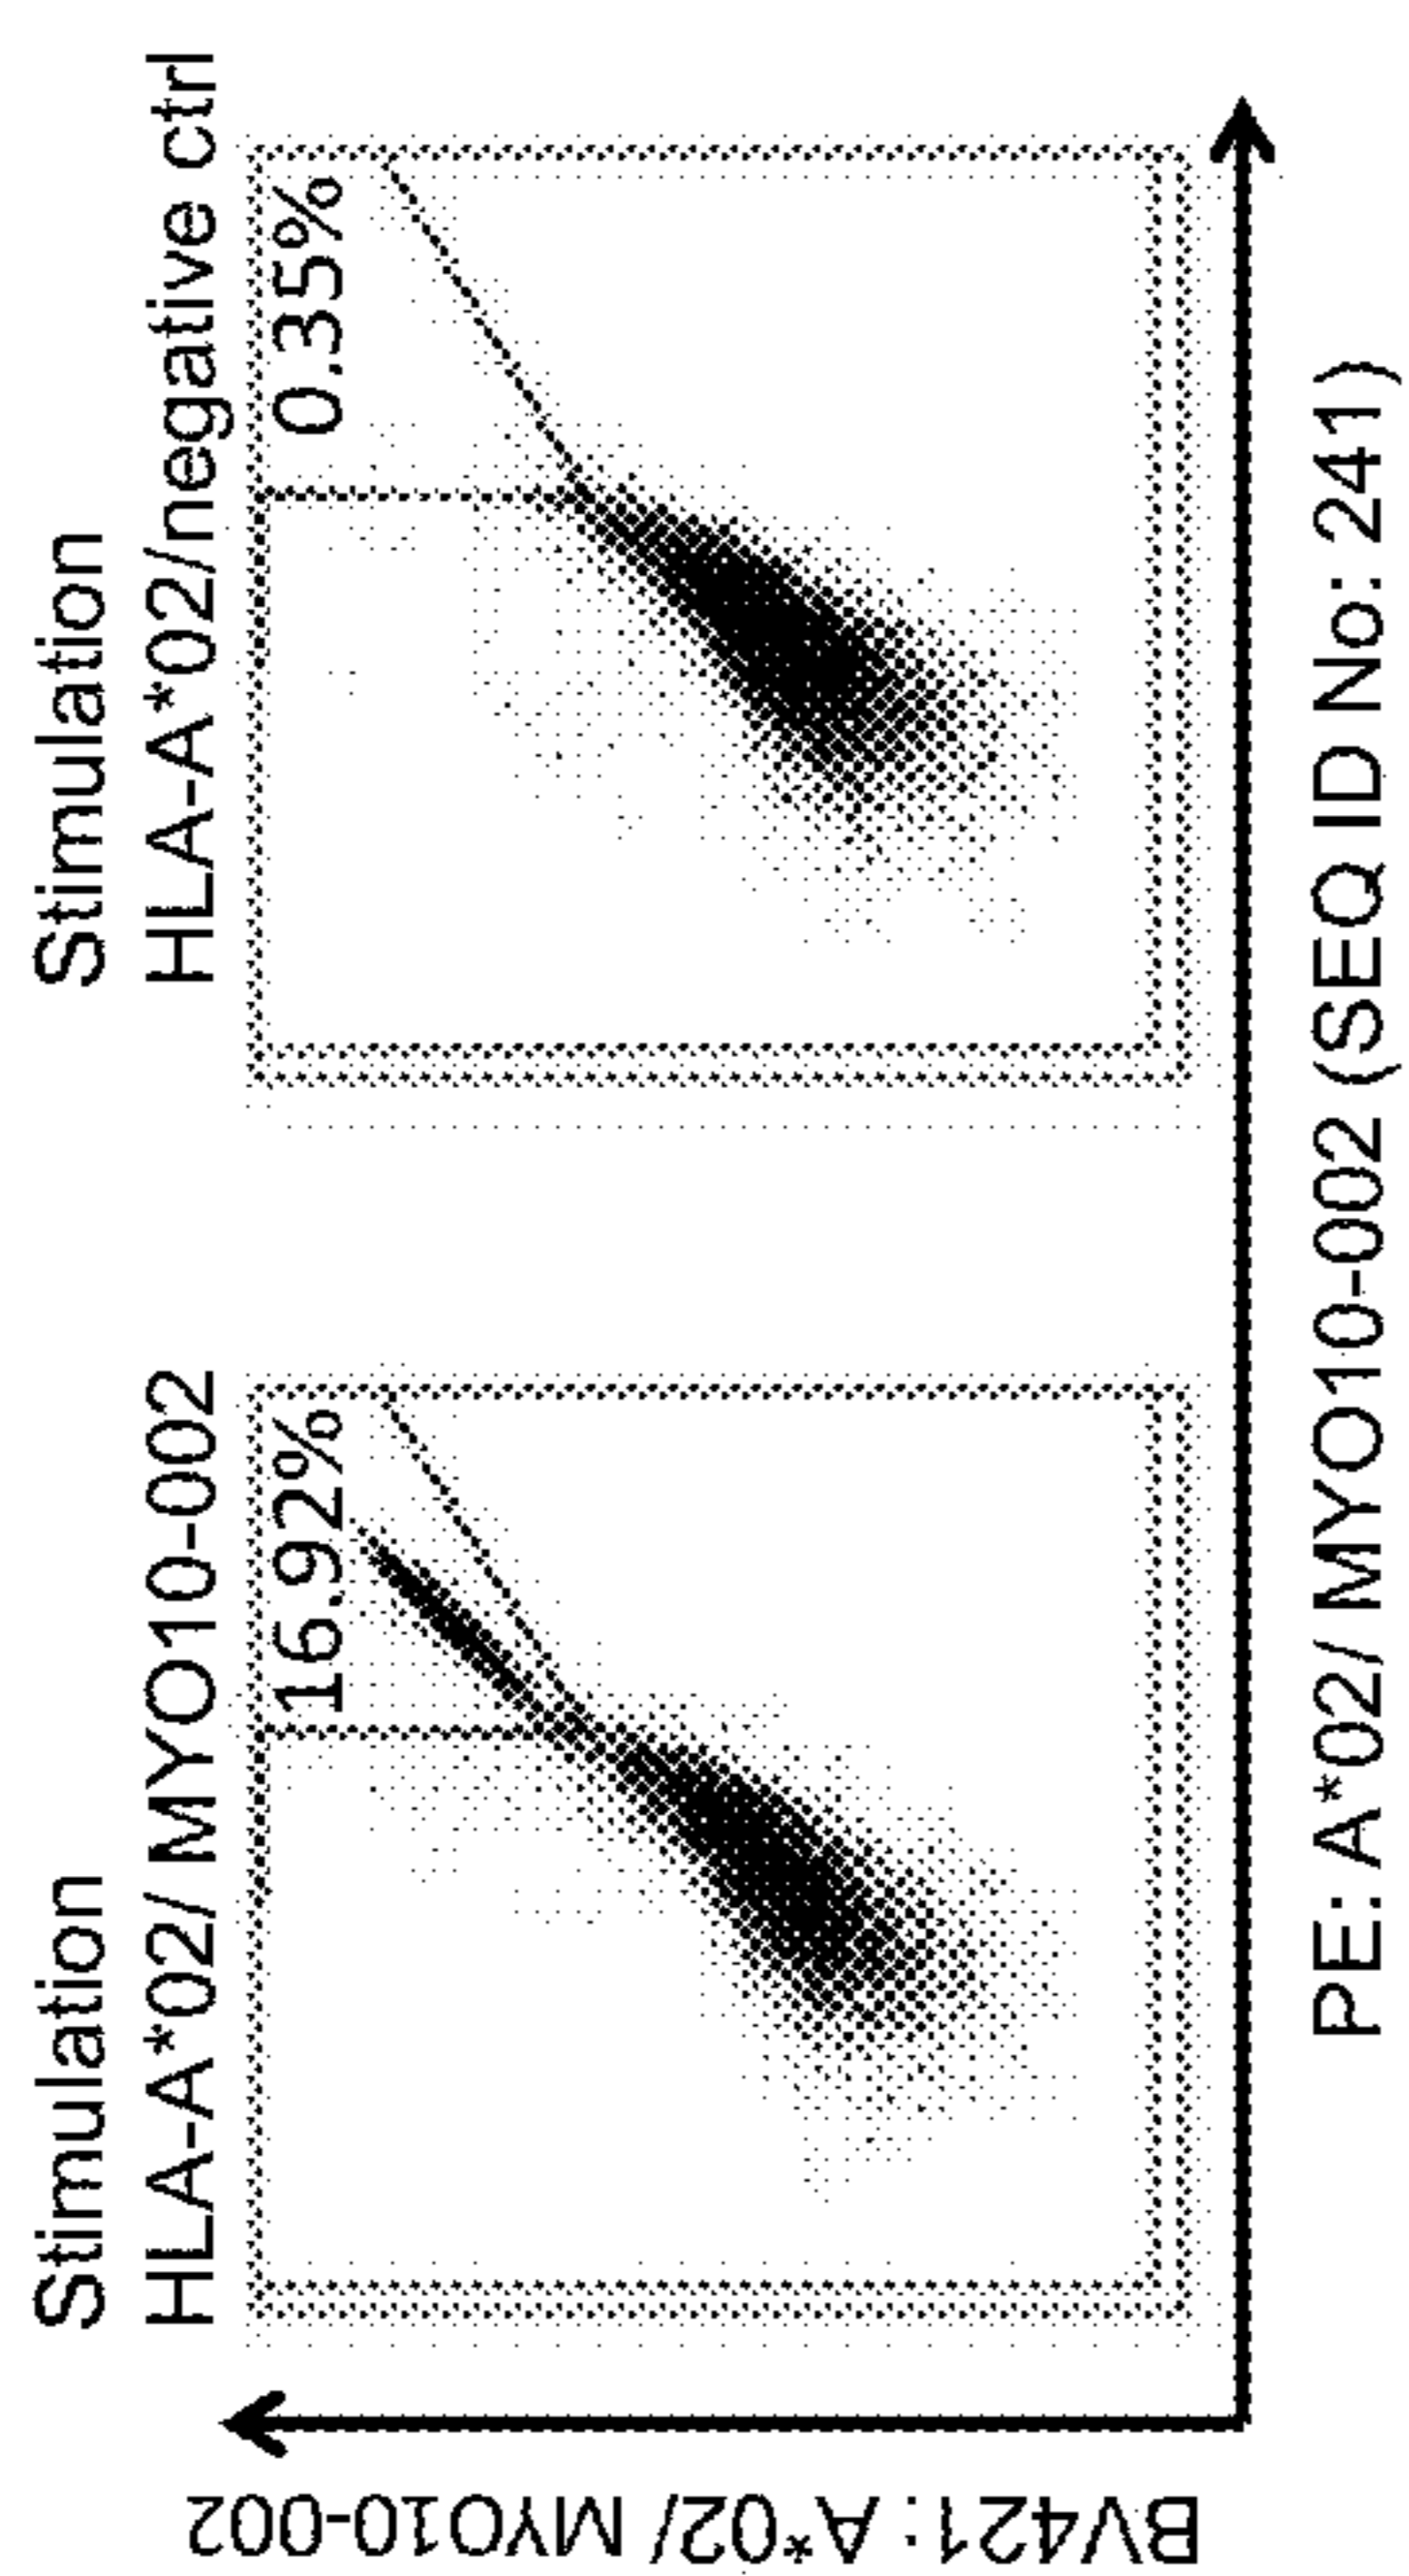 Stimulation
HLA-A*02/ MYO10-002
16.92%
Stimulation
HLA-A*02/negative ctrl
0.35%
BV421: A*02/ MYO10-002
PE: A*02/ MYO10-002 (SEQ ID No: 241)